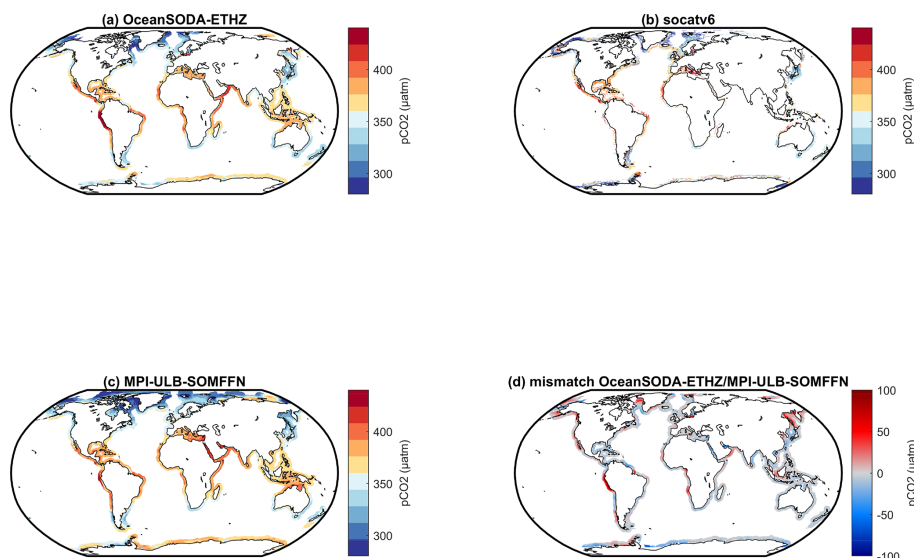 (a) OceanSODA-ETHZ
400
350
300
pCO2 (µatm)
(b) socatv6
400
350
300
pCO2 (µatm)
(c) MPI-ULB-SOMFFN
400
350
300
pCO2 (µatm)
(d) mismatch OceanSODA-ETHZ/MPI-ULB-SOMFFN
100
50
0
-50
-100
pCO2 (µatm)